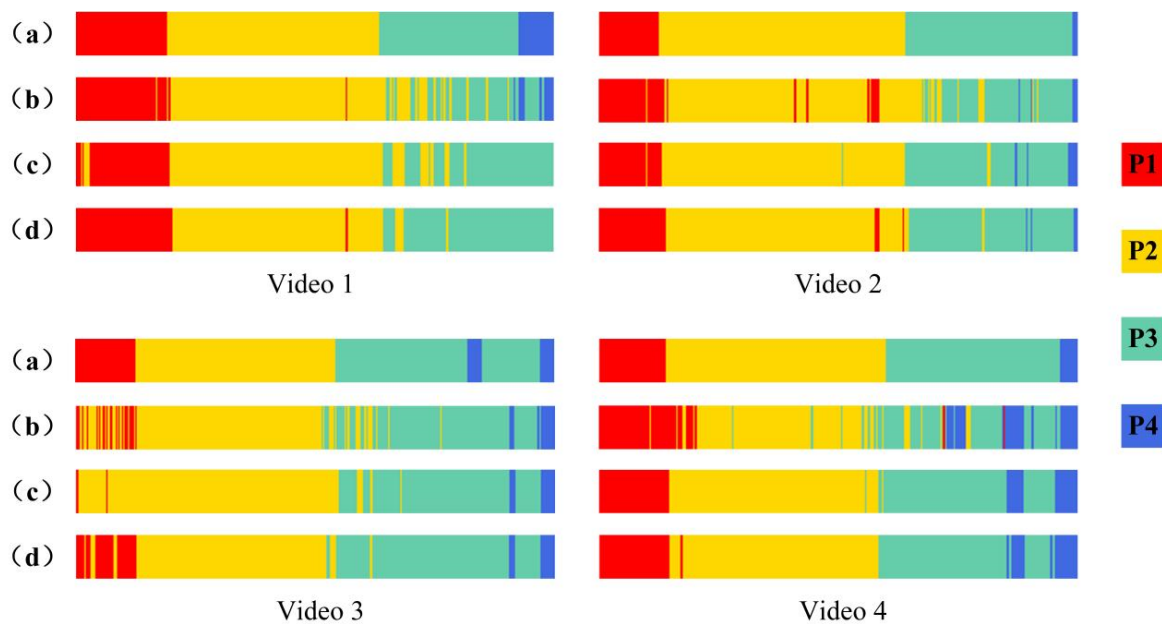 (a)
(b)
(c)
(d)
Video 1
(a)
(b)
(c)
(d)
Video 3
Video 2
Video 4
P1
P2
P3
P4